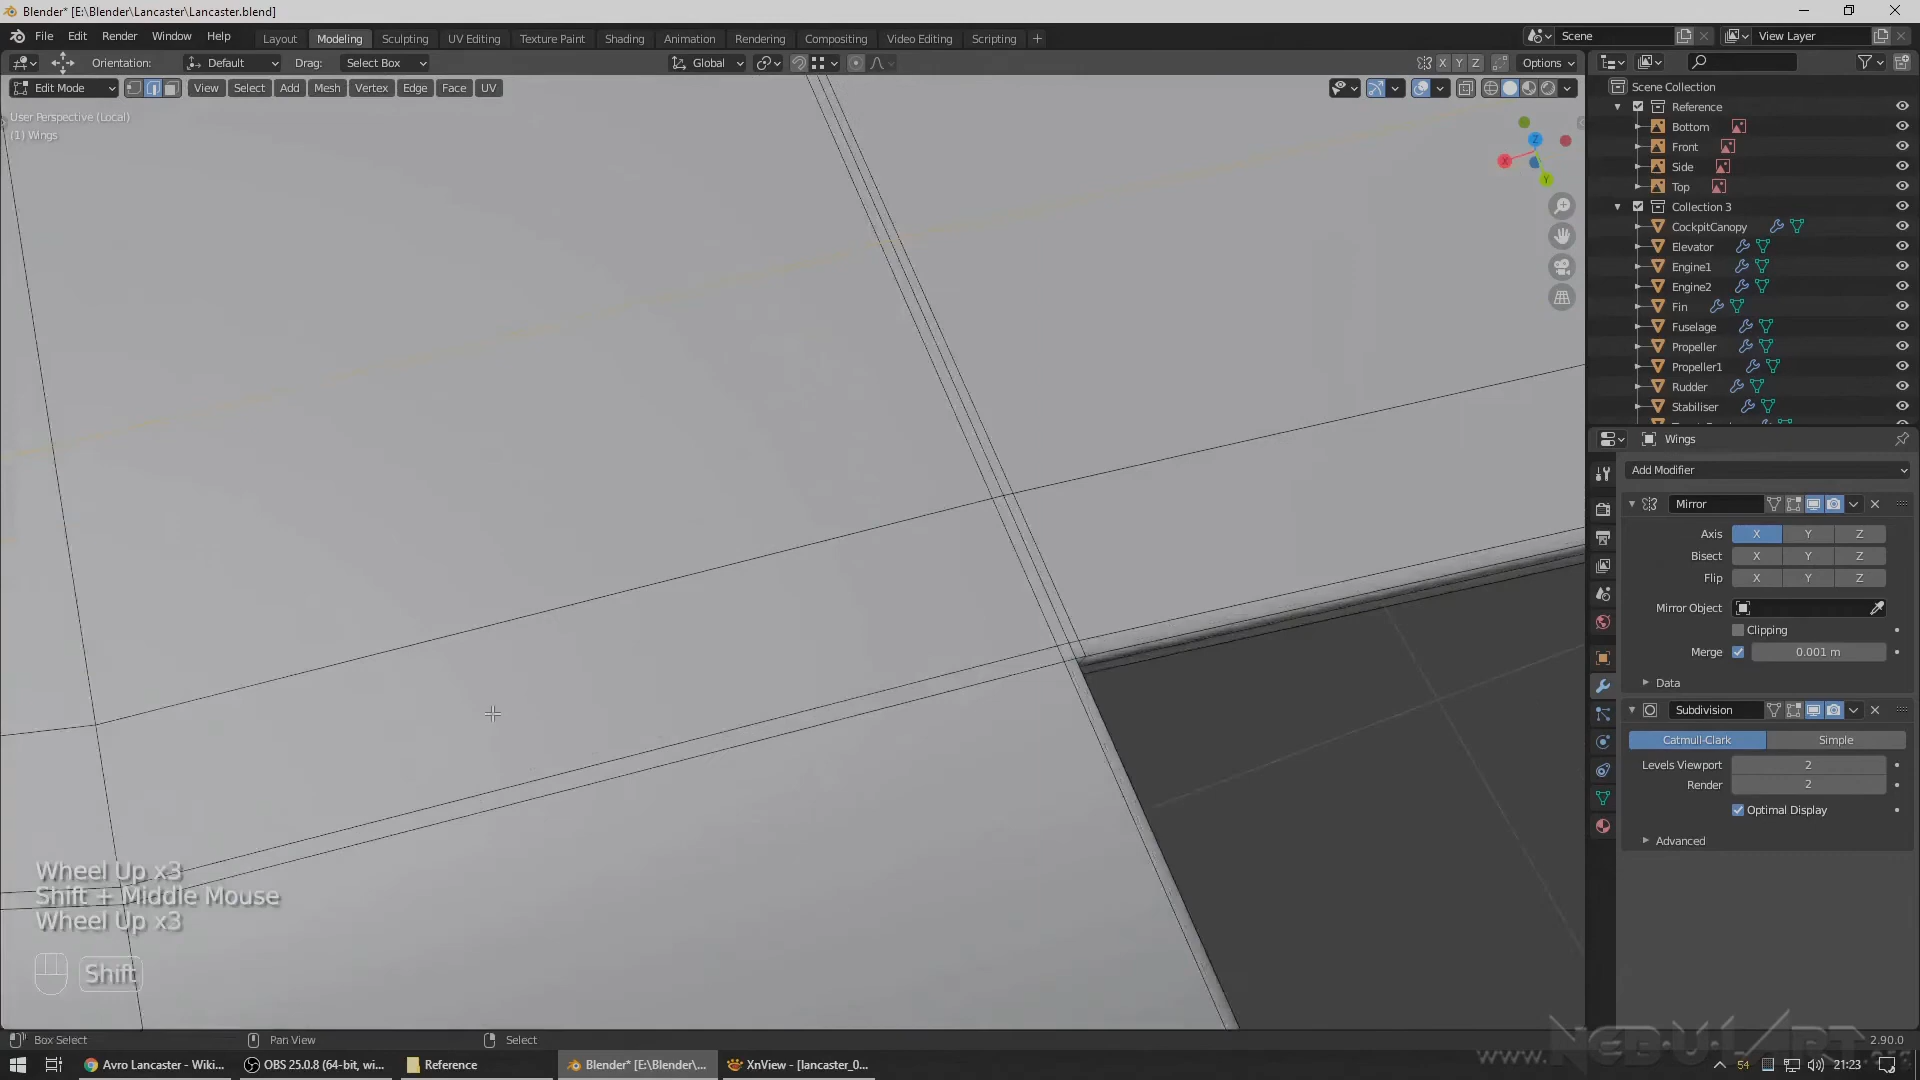 Blender* [E:\Blender\Lancaster\Lancaster.blend]
File Edit Render Window Help
Layout Modeling Sculpting UV Editing Texture Paint Shading Animation Rendering Compositing Video Editing Scripting +
Scene
View Layer
Orientation: Default Drag: Select Box Global X Y Z Options
Edit Mode View Select Add Mesh Vertex Edge Face UV
User Perspective (Local)
(1) Wings
Z
X
Y
Scene Collection
Reference
Bottom
Front
Side
Top
Collection 3
CockpitCanopy
Elevator
Engine1
Engine2
Fin
Fuselage
Propeller
Propeller1
Rudder
Stabiliser
Wings
Add Modifier
Mirror
Axis X Y Z
Bisect X Y Z
Flip X Y Z
Mirror Object
Clipping
Merge 0.001 m
Data
Subdivision
Catmull-Clark Simple
Levels Viewport 2
Render 2
Optimal Display
Advanced
Wheel Up x3
Shift + Middle Mouse
Wheel Up x3
Shift
Box Select Pan View Select 2.90.0
www.NEBUL/RT.org
Avro Lancaster - Wiki... OBS 25.0.8 (64-bit, wi... Reference Blender* [E:\Blender\... XnView - [lancaster_0... 54 21:23